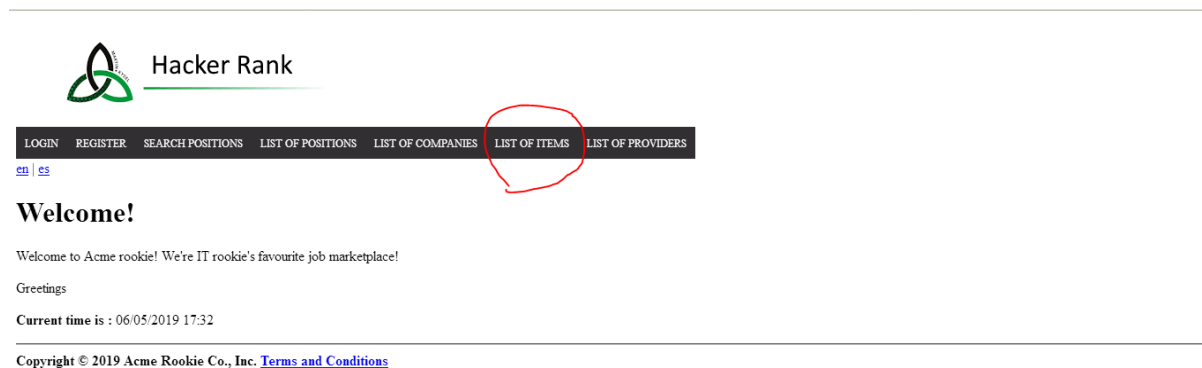 Hacker Rank
LOGIN REGISTER SEARCH POSITIONS LIST OF POSITIONS LIST OF COMPANIES LIST OF ITEMS LIST OF PROVIDERS
en | es
Welcome!
Welcome to Acme rookie! We're IT rookie's favourite job marketplace!
Greetings
Current time is : 06/05/2019 17:32
Copyright © 2019 Acme Rookie Co., Inc. Terms and Conditions